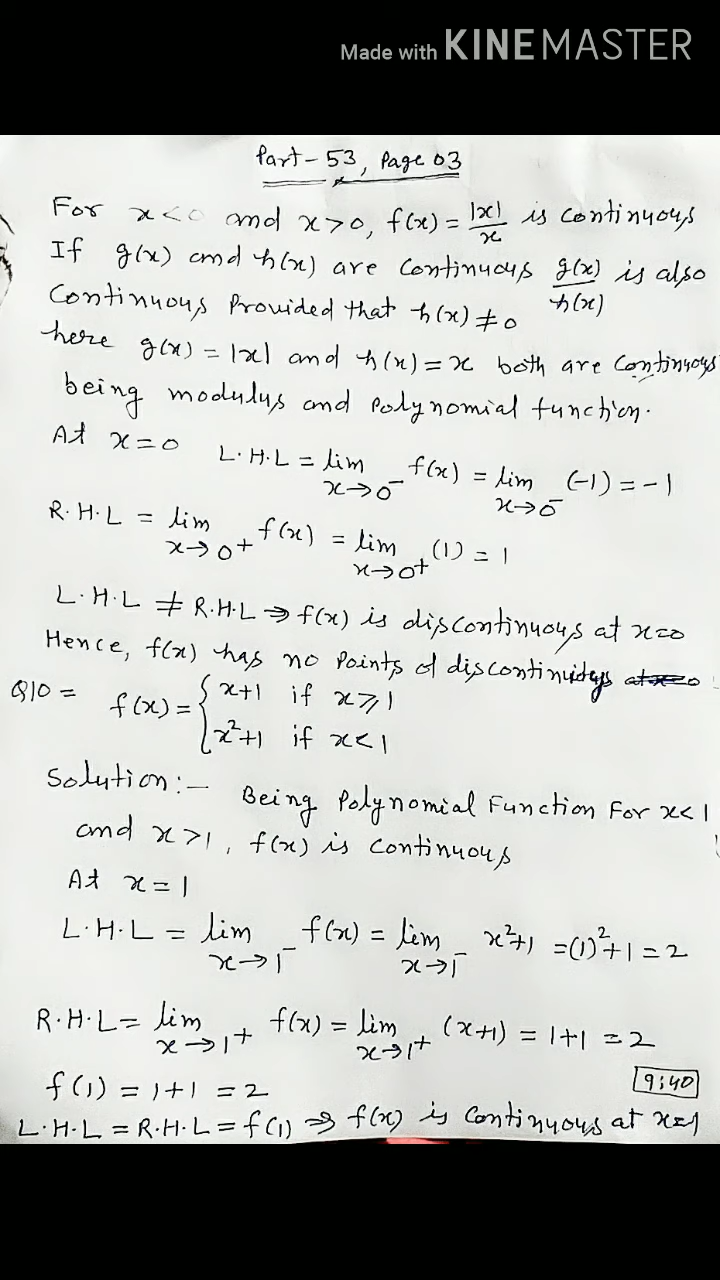 Made with KINEMASTER
Part-53, Page 03
For x<0 and x>0, f(x) = |x|/x is continuous
If g(x) and h(x) are continuous g(x)/h(x) is also
continuous Provided that h(x) ≠ 0
here g(x) = |x| and h(x) = x both are continuous
being modulus and polynomial function.
At x=0 L.H.L = lim x→0⁻ f(x) = lim x→0⁻ (-1) = -1
R.H.L = lim x→0+ f(x) = lim x→0+ (1) = 1
L.H.L ≠ R.H.L ⇒ f(x) is discontinuous at x=0
Hence, f(x) has no Points of discontinuitys at x=0
Q10 = f(x) = { x+1 if x⩾1
x²+1 if x<1
Solution:- Being Polynomial Function For x<1
and x>1, f(x) is continuous
At x=1
L.H.L = lim x→1⁻ f(x) = lim x→1⁻ x²+1 = (1)²+1 = 2
R.H.L = lim x→1+ f(x) = lim x→1+ (x+1) = 1+1 = 2
f(1) = 1+1 = 2
9:40
L.H.L = R.H.L = f(1) ⇒ f(x) is continuous at x=1